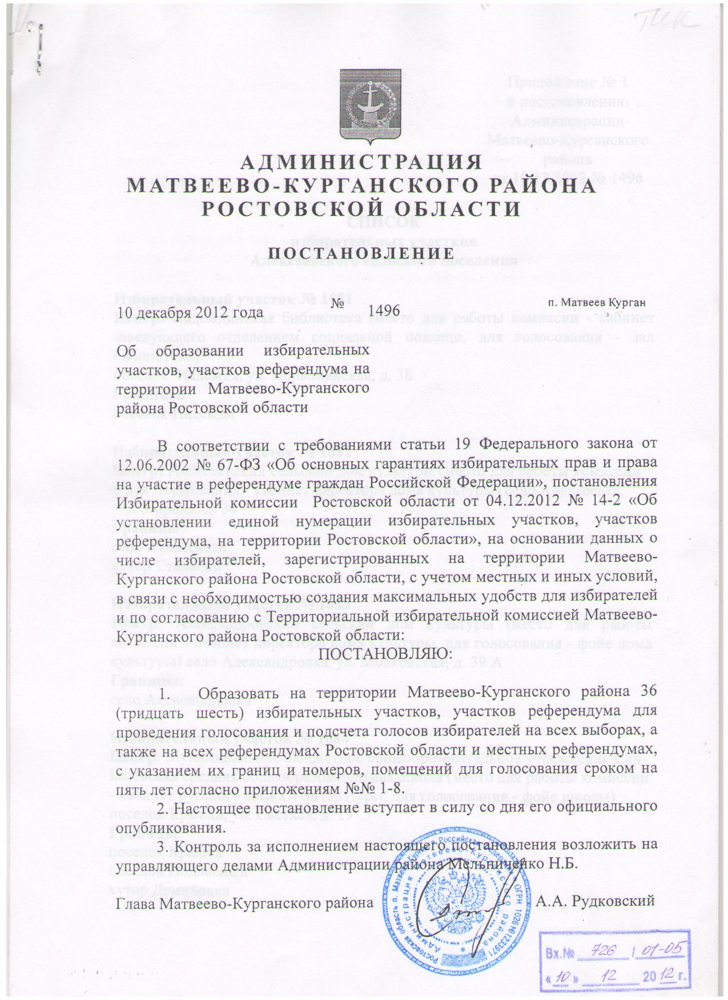 ТИК
АДМИНИСТРАЦИЯ
МАТВЕЕВО-КУРГАНСКОГО РАЙОНА
РОСТОВСКОЙ ОБЛАСТИ
ПОСТАНОВЛЕНИЕ
10 декабря 2012 года № 1496 п. Матвеев Курган
Об образовании избирательных
участков, участков референдума на
территории Матвеево-Курганского
района Ростовской области
В соответствии с требованиями статьи 19 Федерального закона от
12.06.2002 № 67-ФЗ «Об основных гарантиях избирательных прав и права
на участие в референдуме граждан Российской Федерации», постановления
Избирательной комиссии Ростовской области от 04.12.2012 № 14-2 «Об
установлении единой нумерации избирательных участков, участков
референдума, на территории Ростовской области», на основании данных о
числе избирателей, зарегистрированных на территории Матвеево-
Курганского района Ростовской области, с учетом местных и иных условий,
в связи с необходимостью создания максимальных удобств для избирателей
и по согласованию с Территориальной избирательной комиссией Матвеево-
Курганского района Ростовской области:
ПОСТАНОВЛЯЮ:
1. Образовать на территории Матвеево-Курганского района 36
(тридцать шесть) избирательных участков, участков референдума для
проведения голосования и подсчета голосов избирателей на всех выборах, а
также на всех референдумах Ростовской области и местных референдумах,
с указанием их границ и номеров, помещений для голосования сроком на
пять лет согласно приложениям №№ 1-8.
2. Настоящее постановление вступает в силу со дня его официального
опубликования.
3. Контроль за исполнением настоящего постановления возложить на
управляющего делами Администрации района Мельниченко Н.Б.
Глава Матвеево-Курганского района А.А. Рудковский
Ростовская область п. Матвеев Курган * Российская Федерация * ОГРН 1026101233971
Администрация Матвеево-Курганского района *
Вх.№ 726 / 01-05
« 10 » 12 20 12 г.